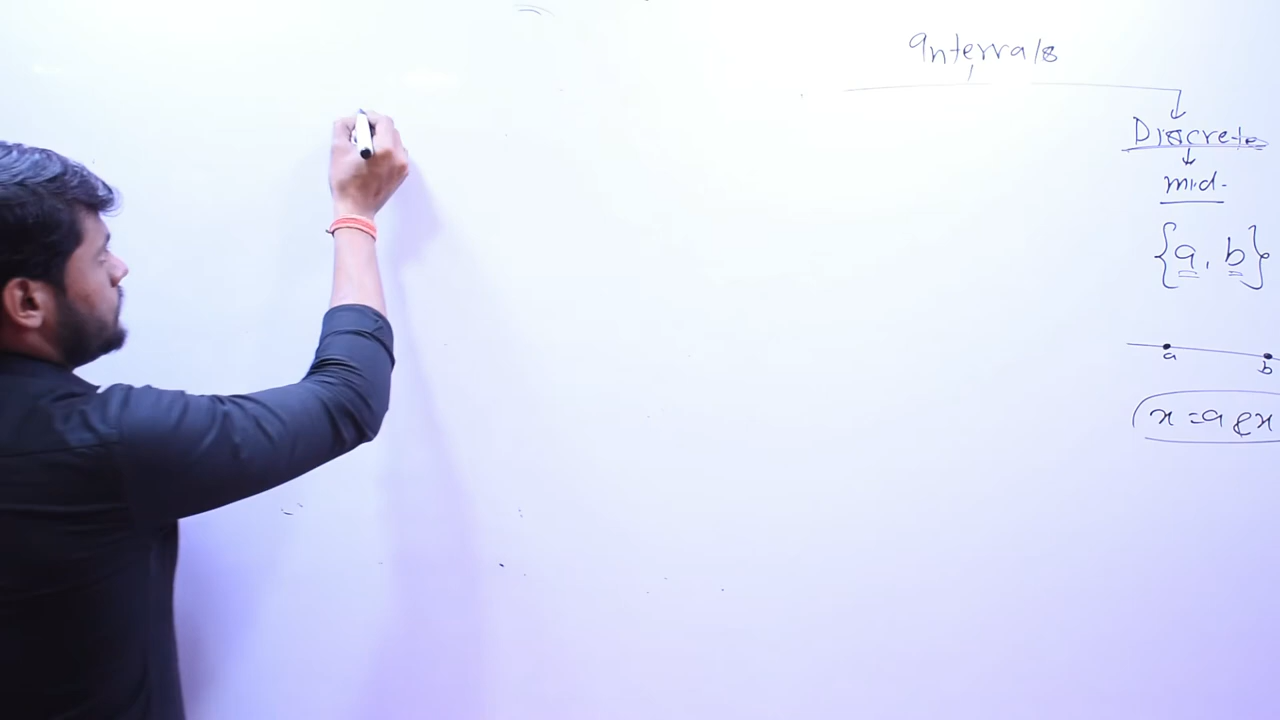 Intervals
Discrete
mid.
{a, b}
a b
x = a & x